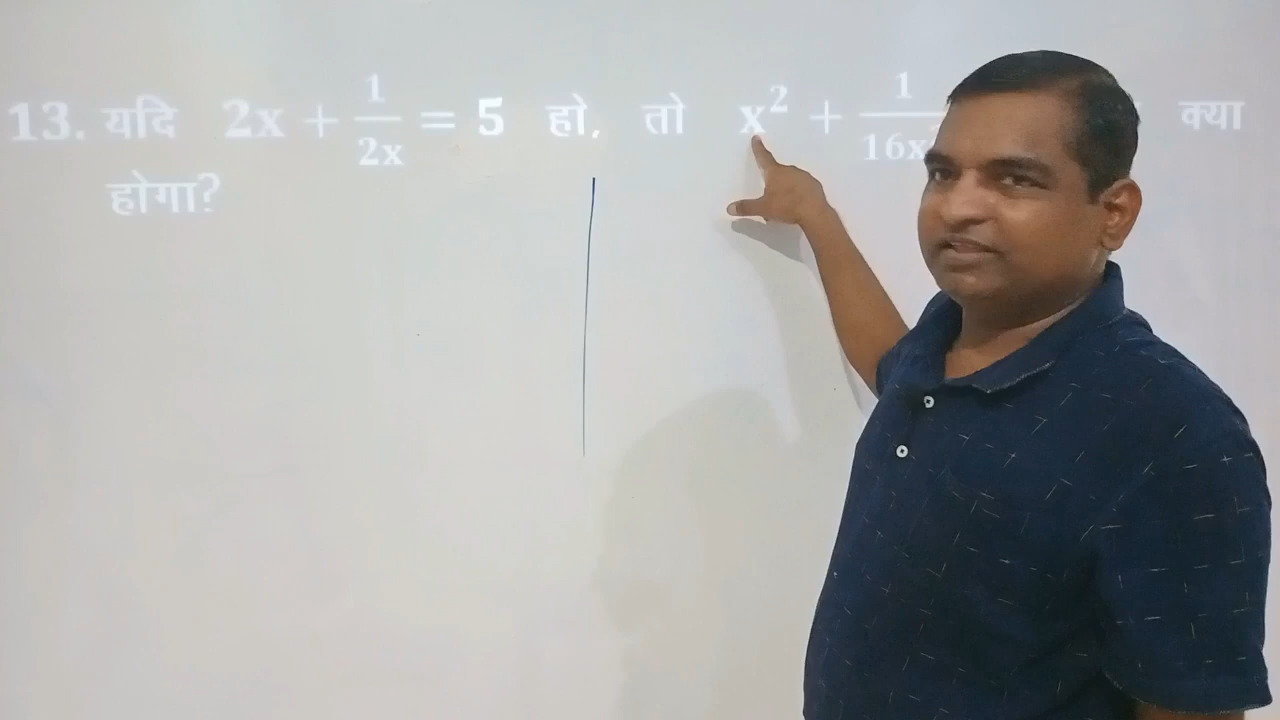 13. यदि 2x + 1/2x = 5 हो, तो x² + 1/16x क्या
होगा?